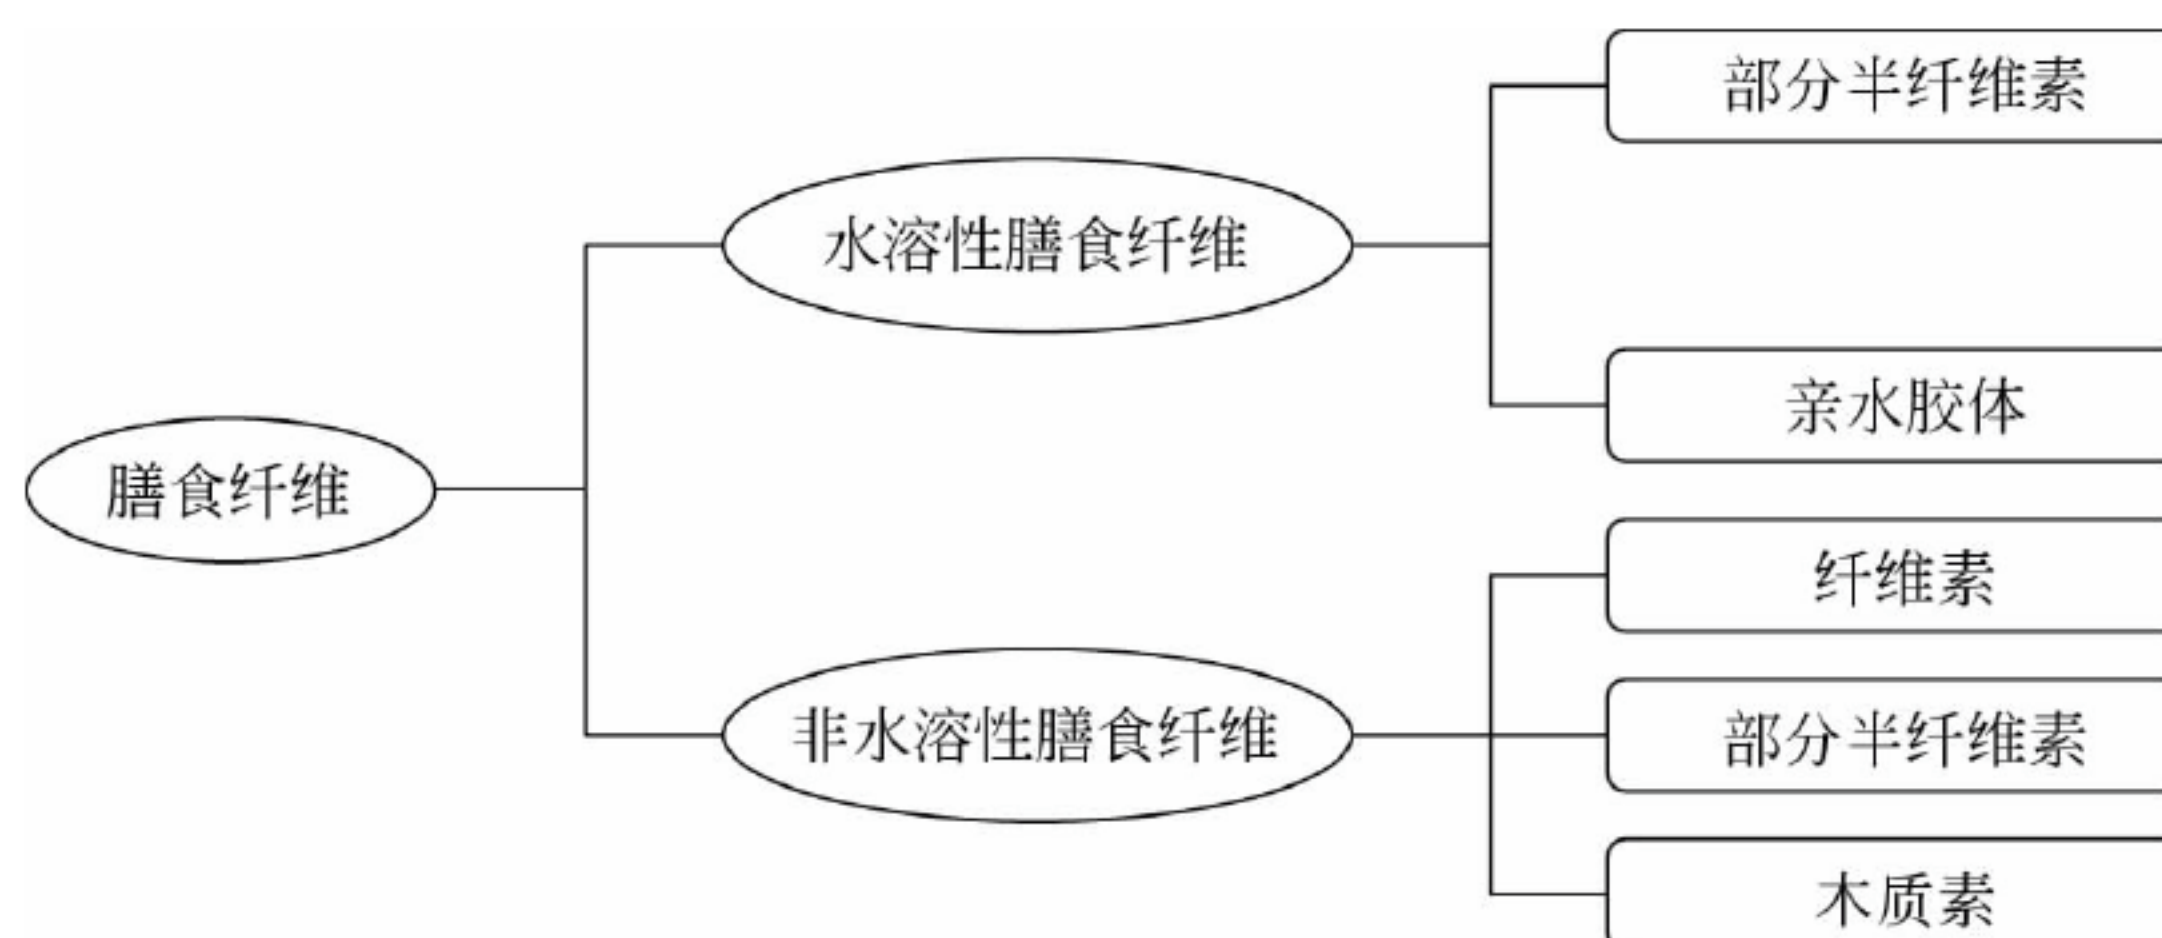 部分半纤维素
水溶性膳食纤维
亲水胶体
膳食纤维
纤维素
非水溶性膳食纤维
部分半纤维素
木质素